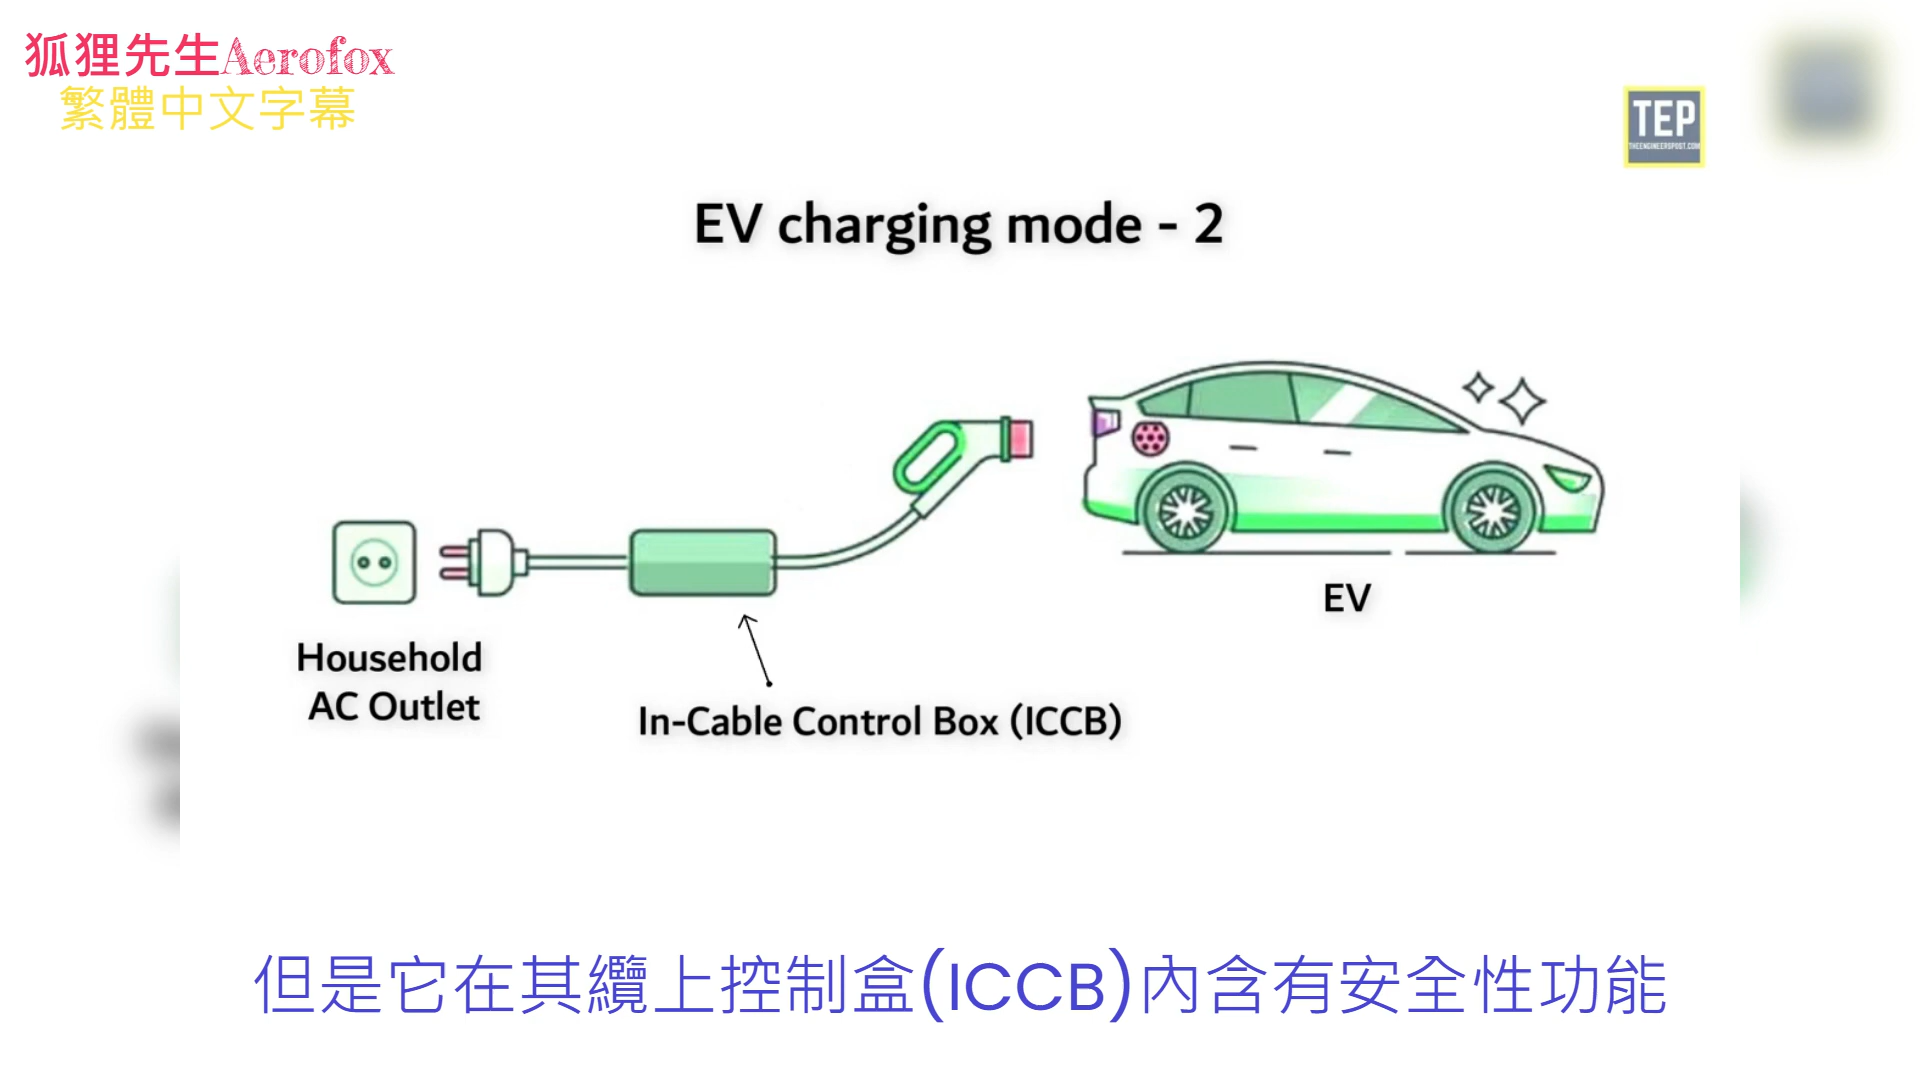 狐狸先生Aerofox
繁體中文字幕
TEP
THEENGINEERSPOST.COM
EV charging mode - 2
EV
Household
AC Outlet
In-Cable Control Box (ICCB)
但是它在其纜上控制盒(ICCB)內含有安全性功能